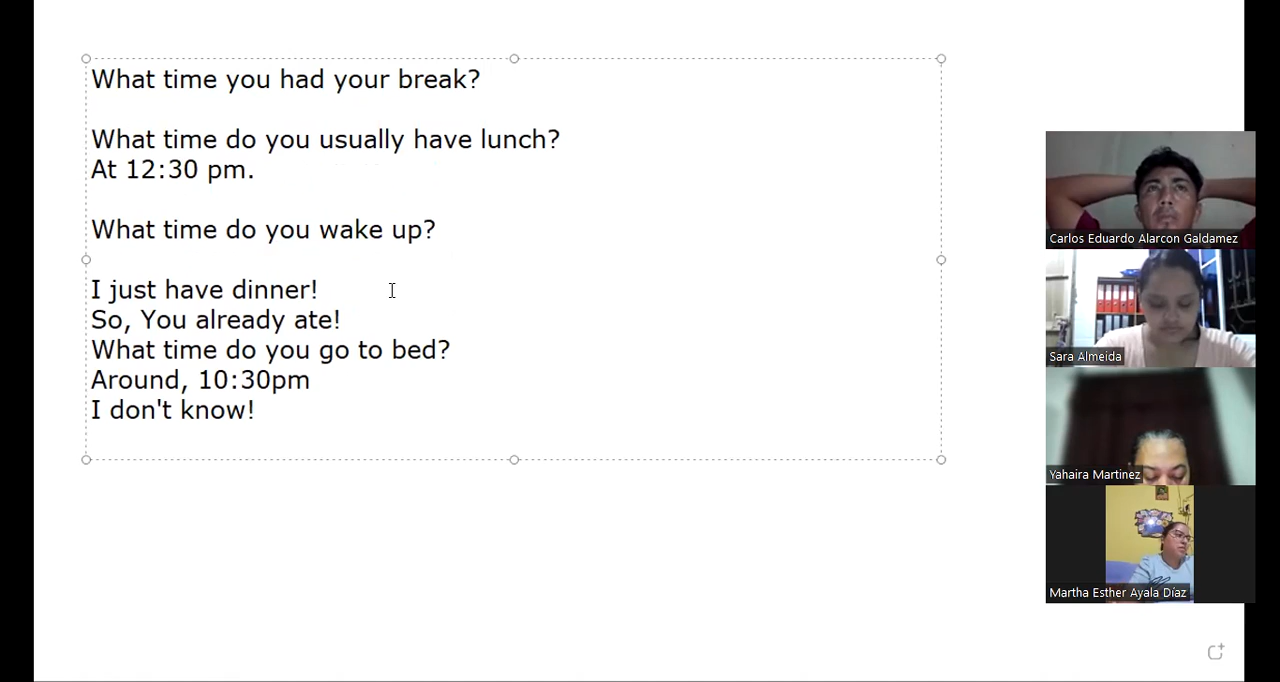 What time you had your break?
What time do you usually have lunch?
At 12:30 pm.
What time do you wake up?
I just have dinner!
So, You already ate!
What time do you go to bed?
Around, 10:30pm
I don't know!
Carlos Eduardo Alarcon Galdamez
Sara Almeida
Yahaira Martinez
Martha Esther Ayala Díaz